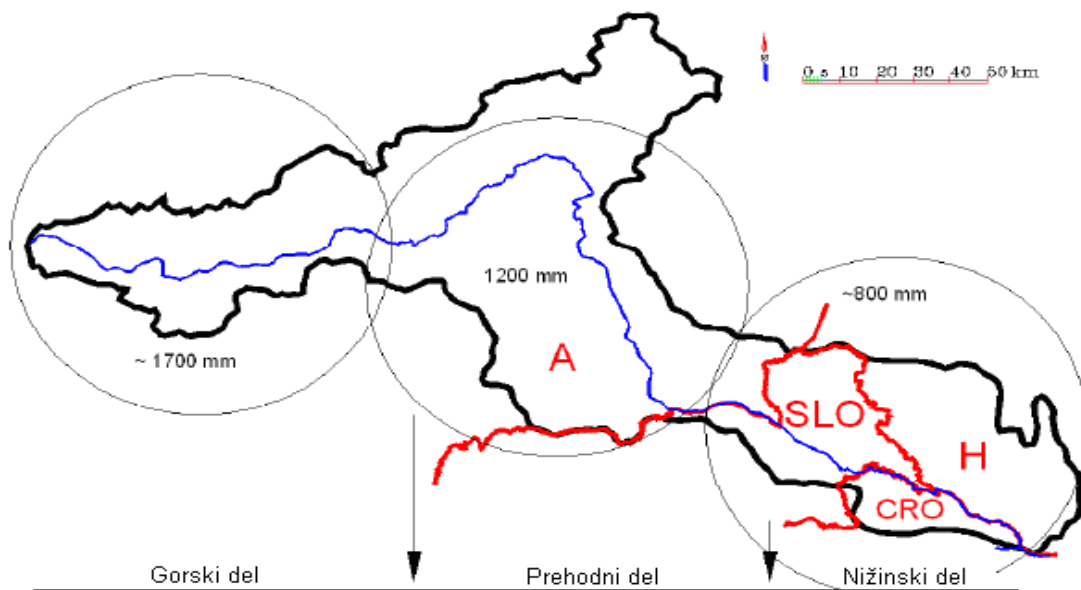 0 s 10 20 30 40 50 km
1200 mm
~800 mm
~ 1700 mm
A
SLO
H
CRO
Gorski del
Prehodni del
Nižinski del